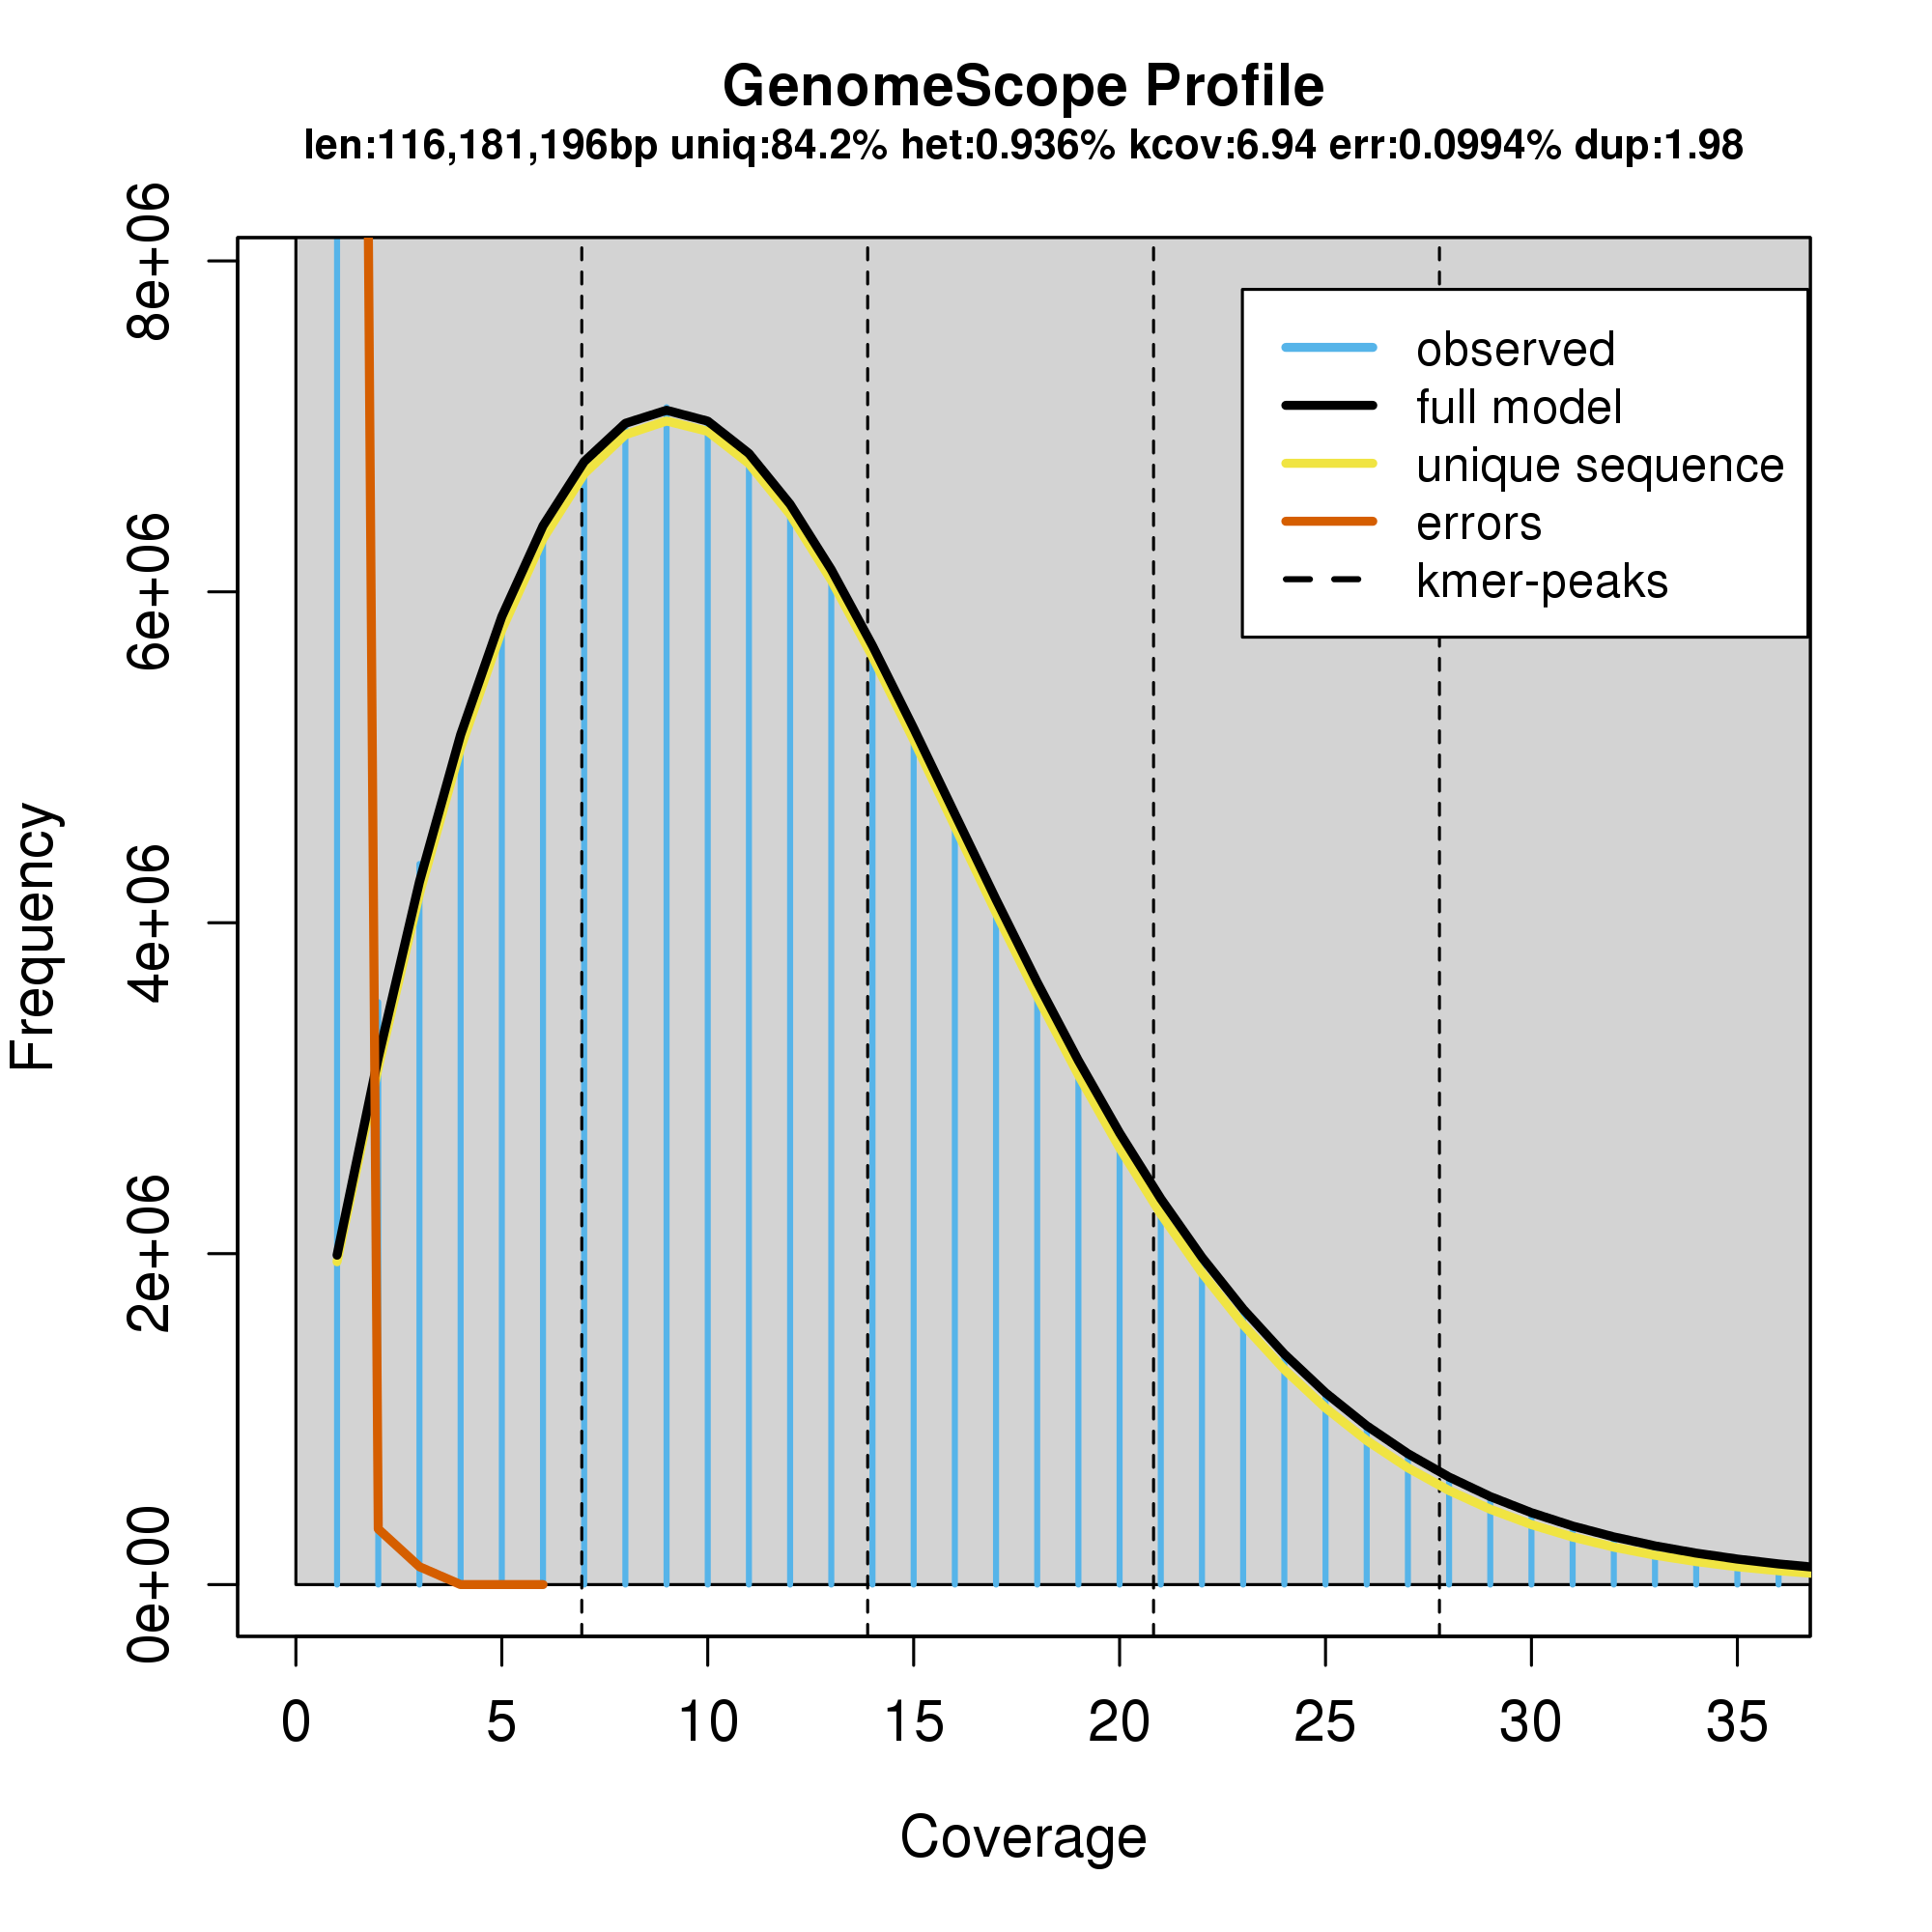 GenomeScope Profile
len:116,181,196bp uniq:84.2% het:0.936% kcov:6.94 err:0.0994% dup:1.98
8e+06
6e+06
4e+06
2e+06
0e+00
Frequency
observed
full model
unique sequence
errors
kmer-peaks
0 5 10 15 20 25 30 35
Coverage